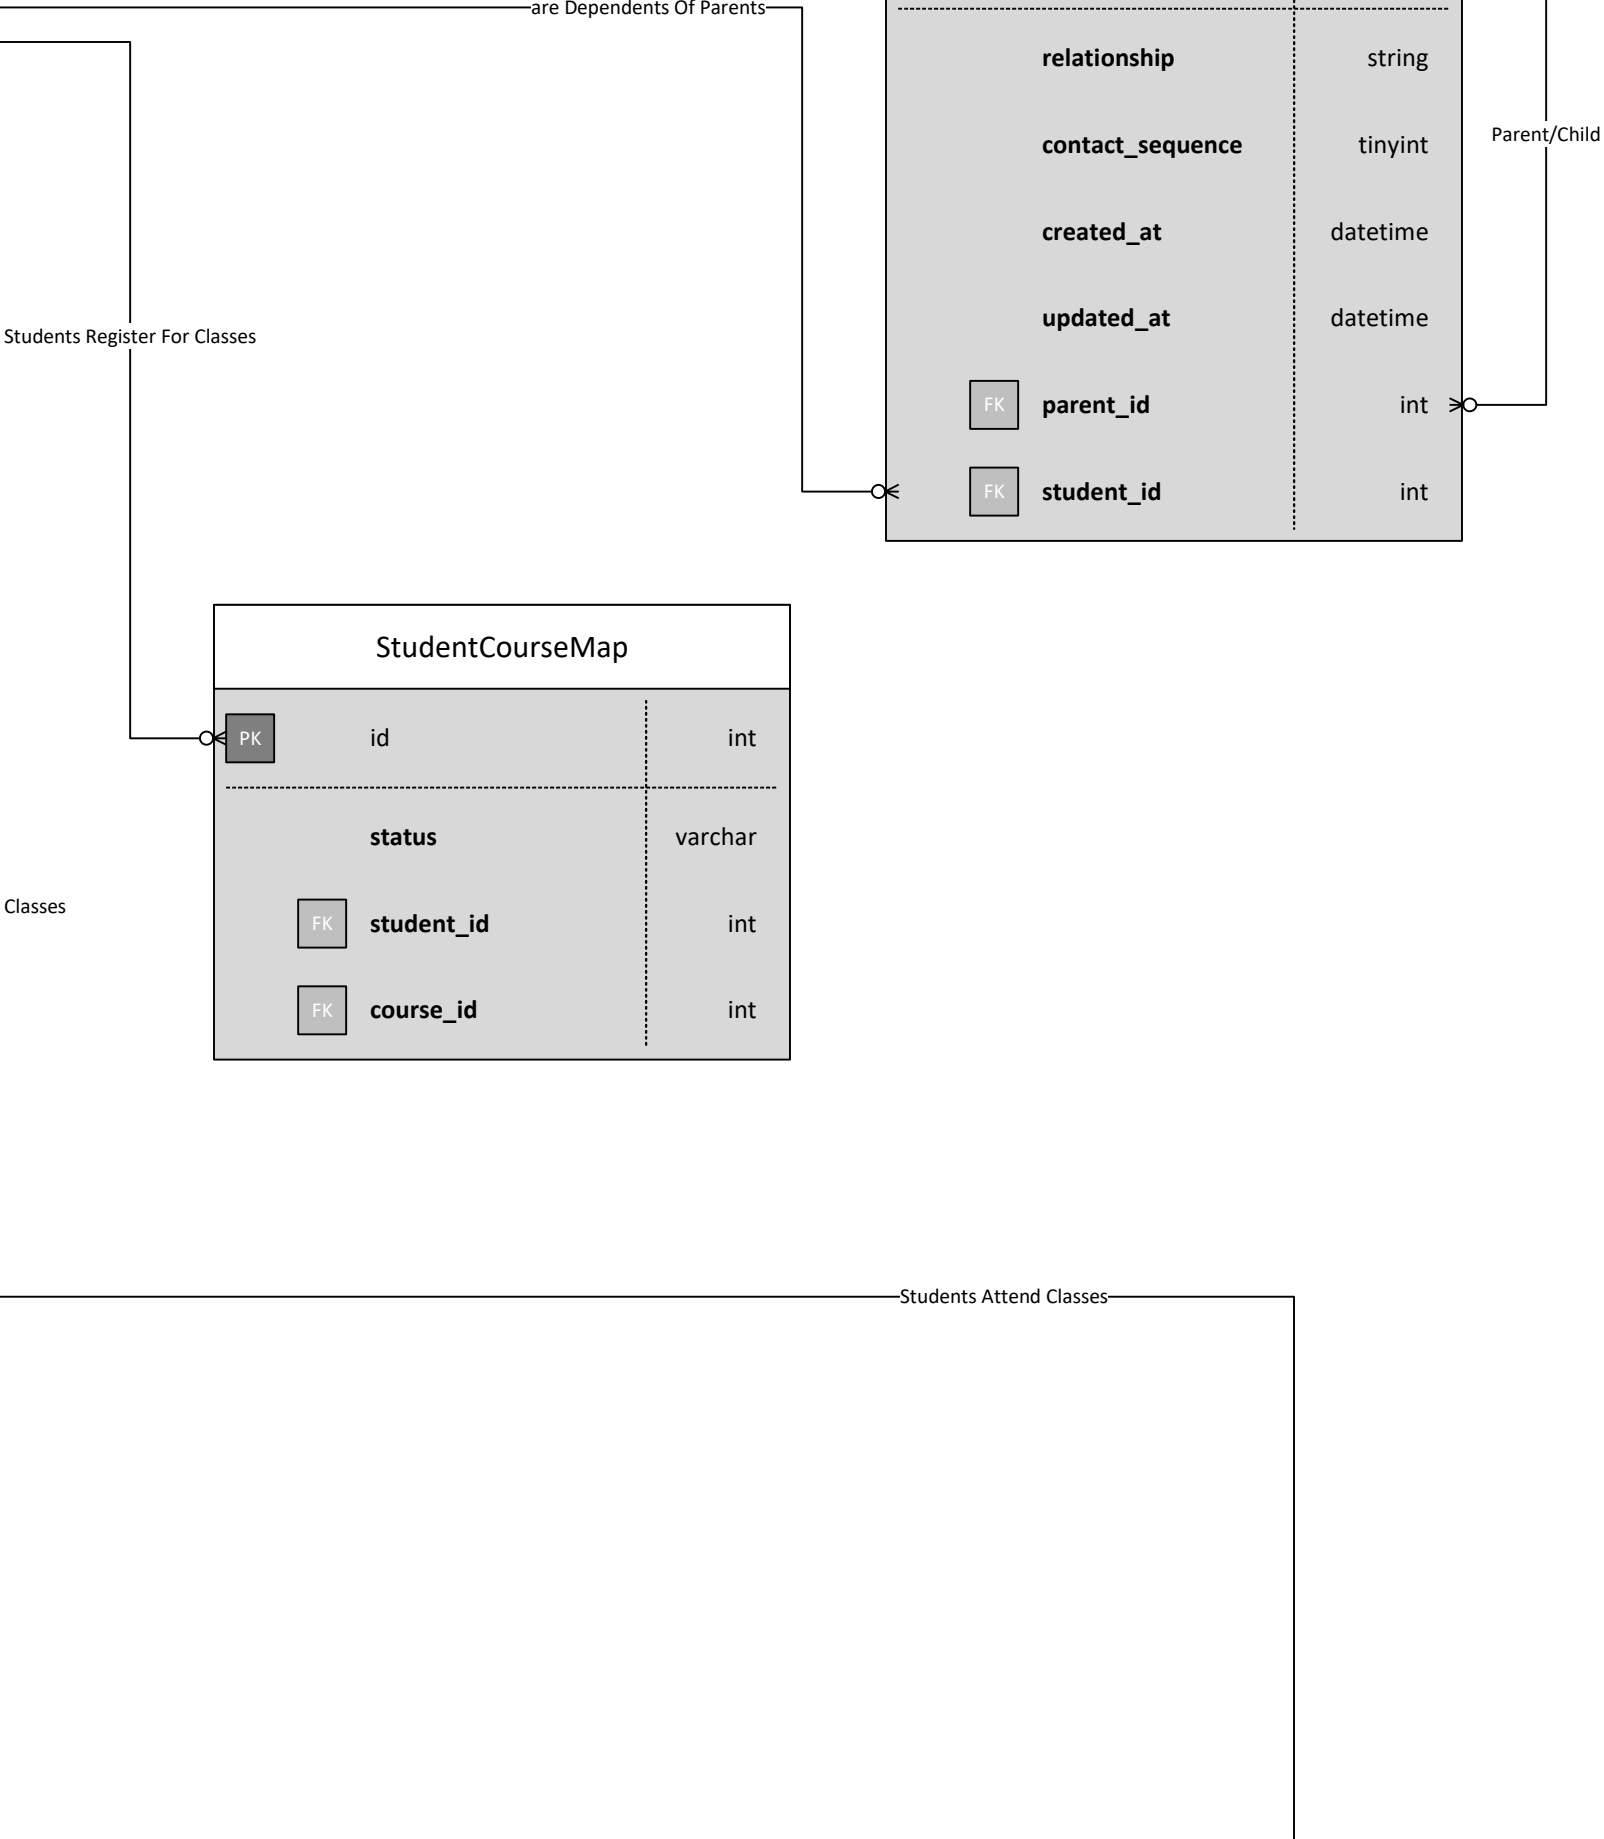 are Dependents Of Parents
relationship string
contact_sequence tinyint
Parent/Child
created_at datetime
updated_at datetime
Students Register For Classes
FK parent_id int
FK student_id int
StudentCourseMap
PK id int
status varchar
Classes
FK student_id int
FK course_id int
Students Attend Classes